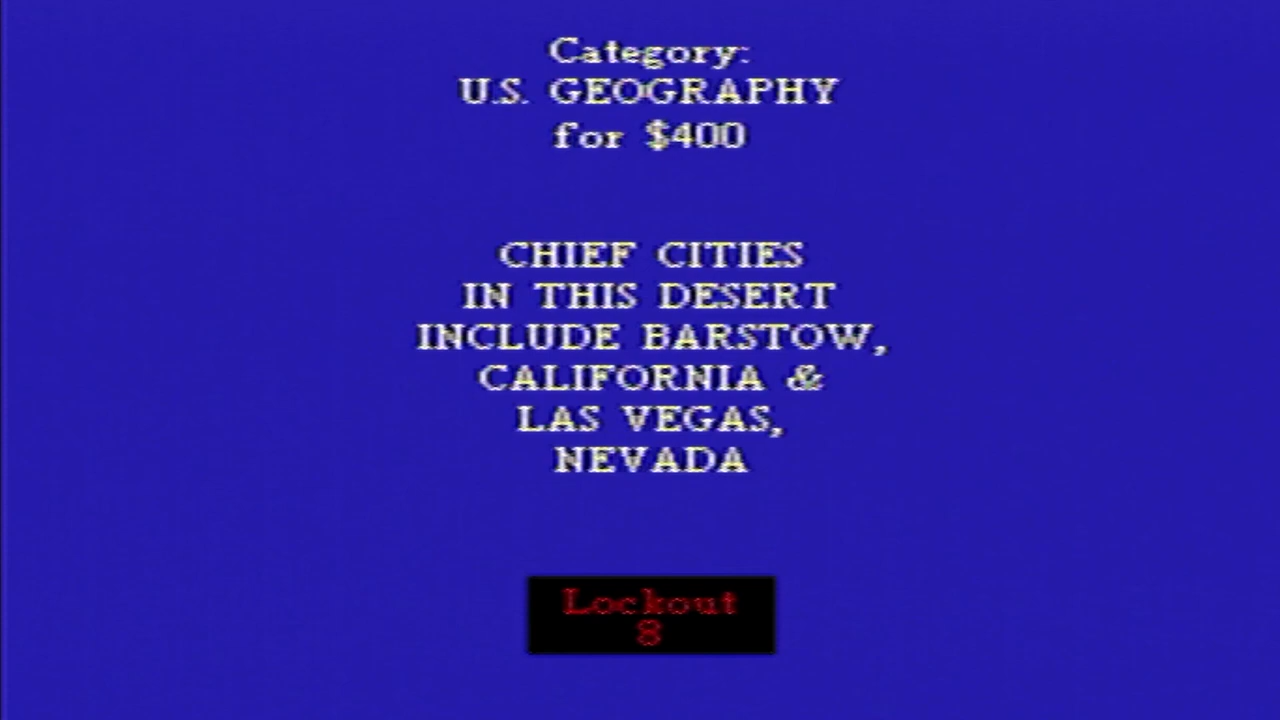 Category:
U.S. GEOGRAPHY
for $400
CHIEF CITIES
IN THIS DESERT
INCLUDE BARSTOW,
CALIFORNIA &
LAS VEGAS,
NEVADA
Lockout
8